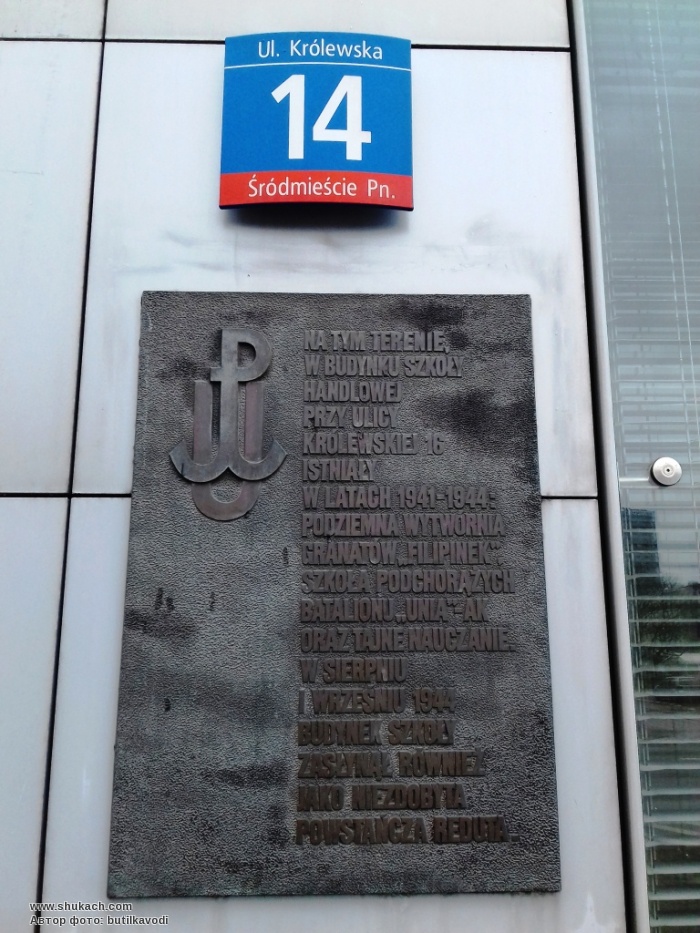 Ul. Królewska
14
Śródmieście Pn.
NA TYM TERENIE,
W BUDYNKU SZKOŁY
HANDLOWEJ
PRZY ULICY
KRÓLEWSKIEJ 16
ISTNIAŁY
W LATACH 1941-1944:
PODZIEMNA WYTWÓRNIA
GRANATÓW „FILIPINEK”,
SZKOŁA PODCHORĄŻYCH
BATALIONU „UNIA” AK
ORAZ TAJNE NAUCZANIE.
W SIERPNIU
I WRZEŚNIU 1944
BUDYNEK SZKOŁY
ZASŁYNĄŁ RÓWNIEŻ
JAKO NIEZDOBYTA
POWSTAŃCZA REDUTA.
www.shukach.com
Автор фото: butilkavodi